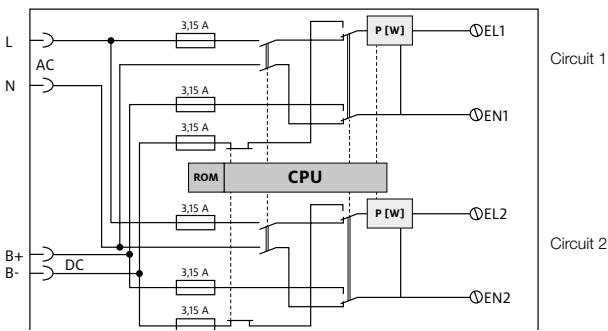 3,15 A
P [W]
EL1
L
AC
Circuit 1
N
3,15 A
EN1
3,15 A
ROM
CPU
3,15 A
P [W]
EL2
Circuit 2
B+
DC
B-
3,15 A
EN2
3,15 A